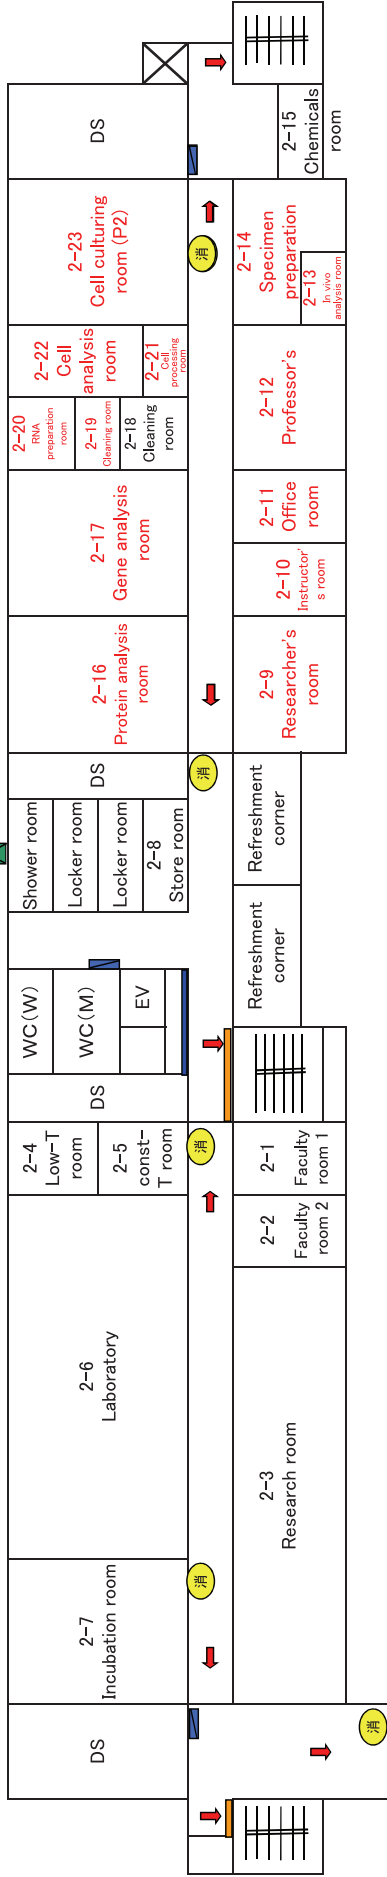 DS
2-7
Incubation room
2-6
Laboratory
2-4
Low-T
room
2-5
const-
T room
DS
WC(W)
WC(M)
EV
Shower room
Locker room
Locker room
2-8
Store room
DS
2-16
Protein analysis
room
2-17
Gene analysis
room
2-20
RNA
preparation
room
2-19
Cleaning room
2-18
Cleaning
room
2-22
Cell
analysis
room
2-21
Cell
processing
room
2-23
Cell culturing
room (P2)
DS
消
消
消
消
消
2-3
Research room
2-2
Faculty
room 2
2-1
Faculty
room 1
Refreshment
corner
Refreshment
corner
2-9
Researcher's
room
2-10
Instructor'
s room
2-11
Office
room
2-12
Professor's
2-14
Specimen
preparation
2-13
In vivo
analysis room
2-15
Chemicals
room